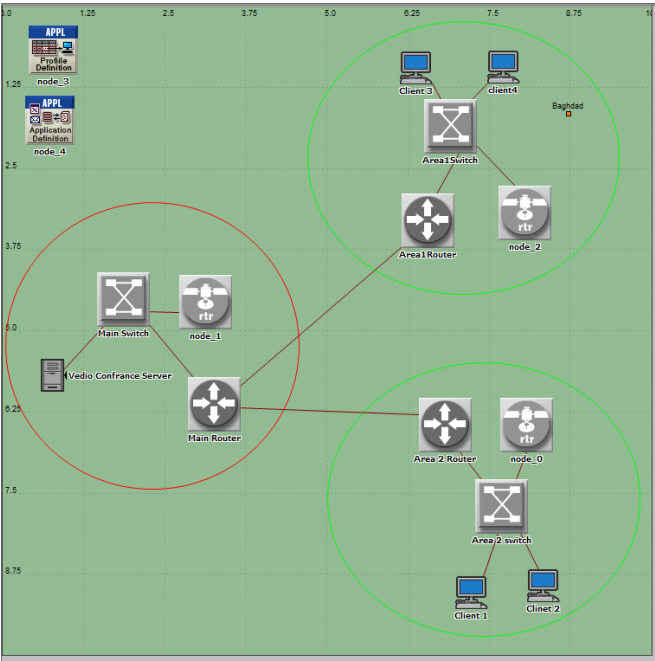 0.0 1.25 2.5 3.75 5.0 6.25 7.5 8.75
APPL
Profile
Definition
node_3
1.25
APPL
Application
Definition
node_4
2.5
3.75
5.0
6.25
7.5
8.75
Client 3
client4
Baghdad
Area1Switch
Area1Router
rtr
node_2
Main Switch
rtr
node_1
Vedio Confrance Server
Main Router
Area 2 Router
rtr
node_0
Area 2 switch
Client 1
Clinet 2